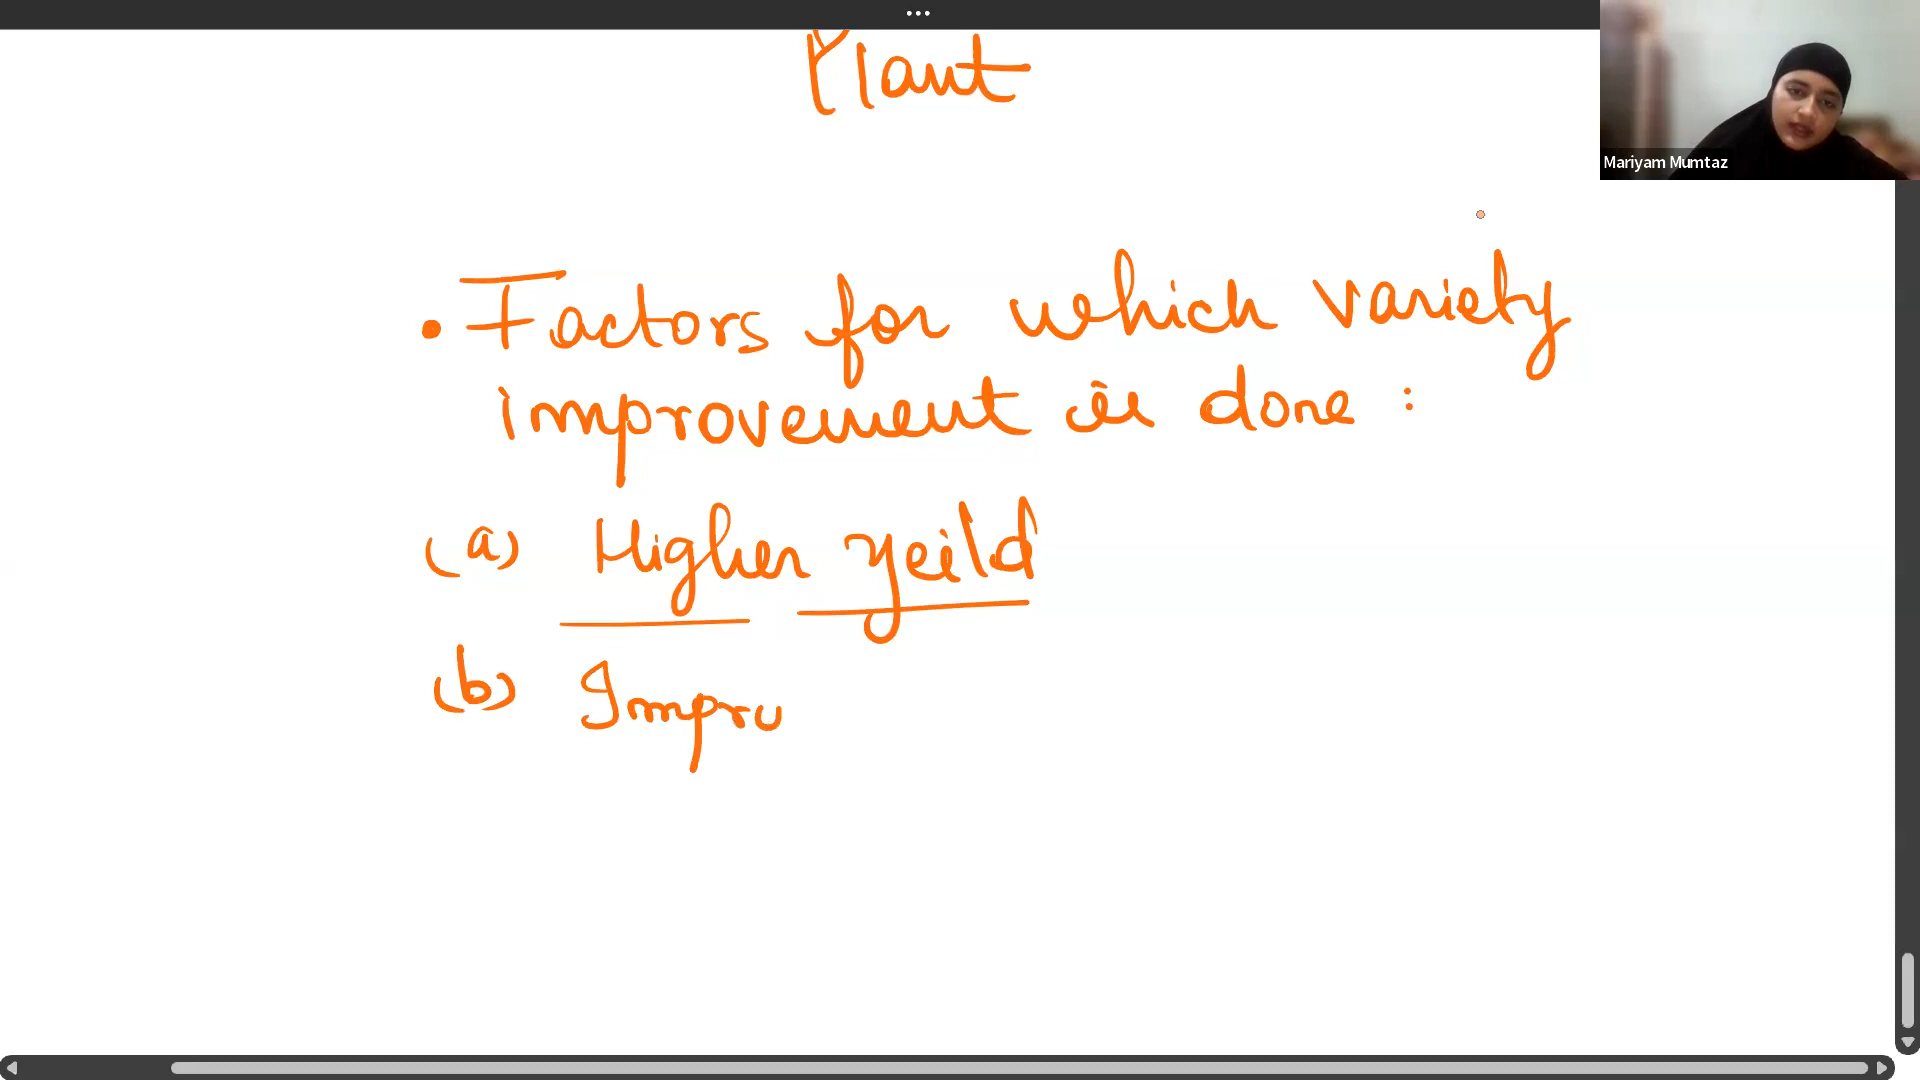 Plant
Mariyam Mumtaz
• Factors for which variety
improvement is done :
(a) Higher yeild
(b) Impro